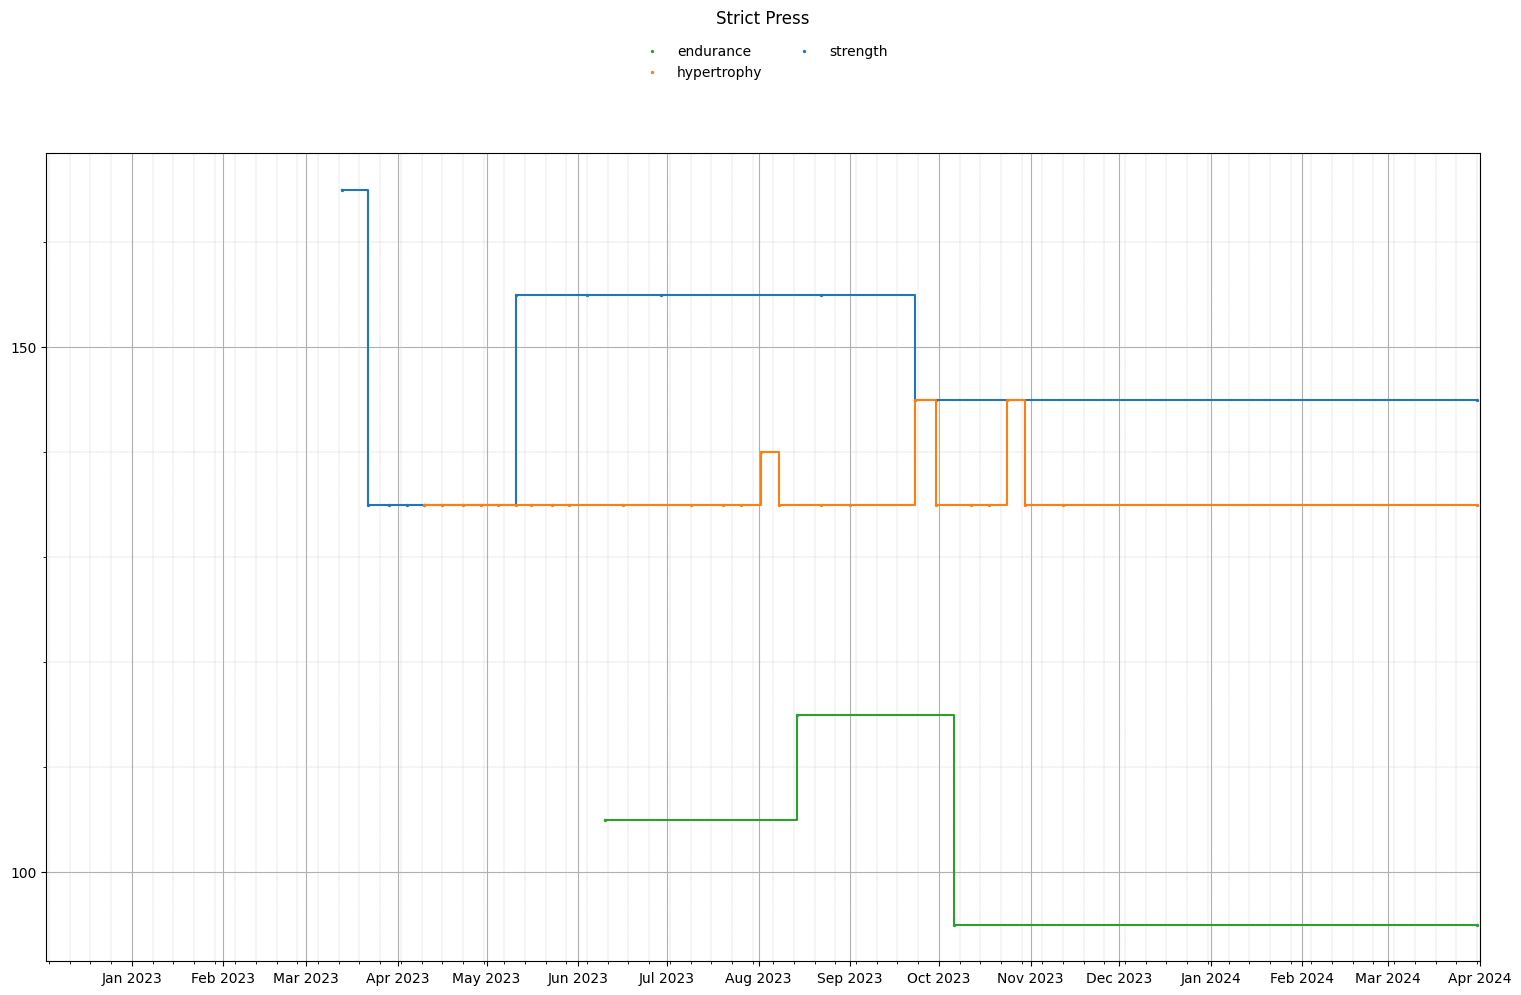 Strict Press
endurance
hypertrophy
strength
150
100
Jan 2023
Feb 2023
Mar 2023
Apr 2023
May 2023
Jun 2023
Jul 2023
Aug 2023
Sep 2023
Oct 2023
Nov 2023
Dec 2023
Jan 2024
Feb 2024
Mar 2024
Apr 2024